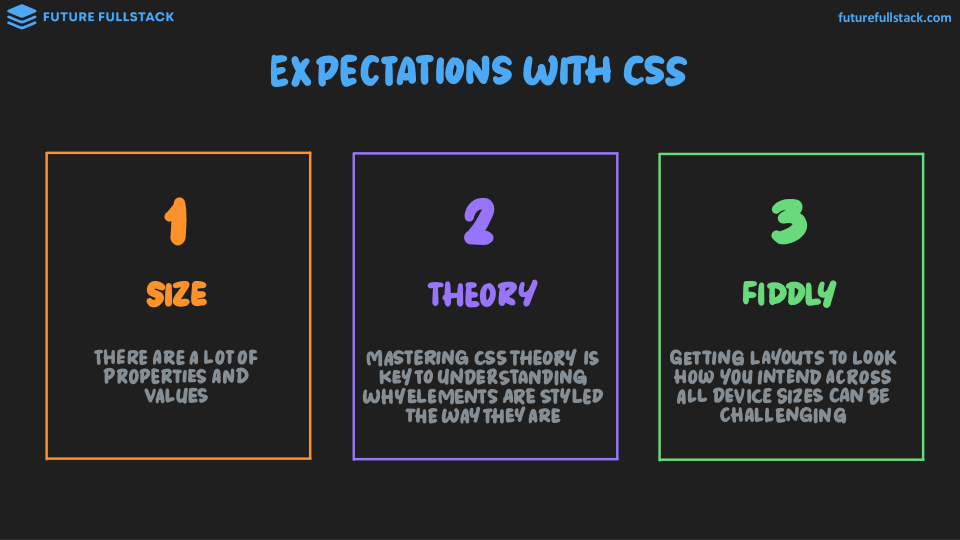 FUTURE FULLSTACK
futurefullstack.com
EXPECTATIONS WITH CSS
1
SIZE
THERE ARE A LOT OF
PROPERTIES AND
VALUES
2
THEORY
MASTERING CSS THEORY IS
KEY TO UNDERSTANDING
WHY ELEMENTS ARE STYLED
THE WAY THEY ARE
3
FIDDLY
GETTING LAYOUTS TO LOOK
HOW YOU INTEND ACROSS
ALL DEVICE SIZES CAN BE
CHALLENGING